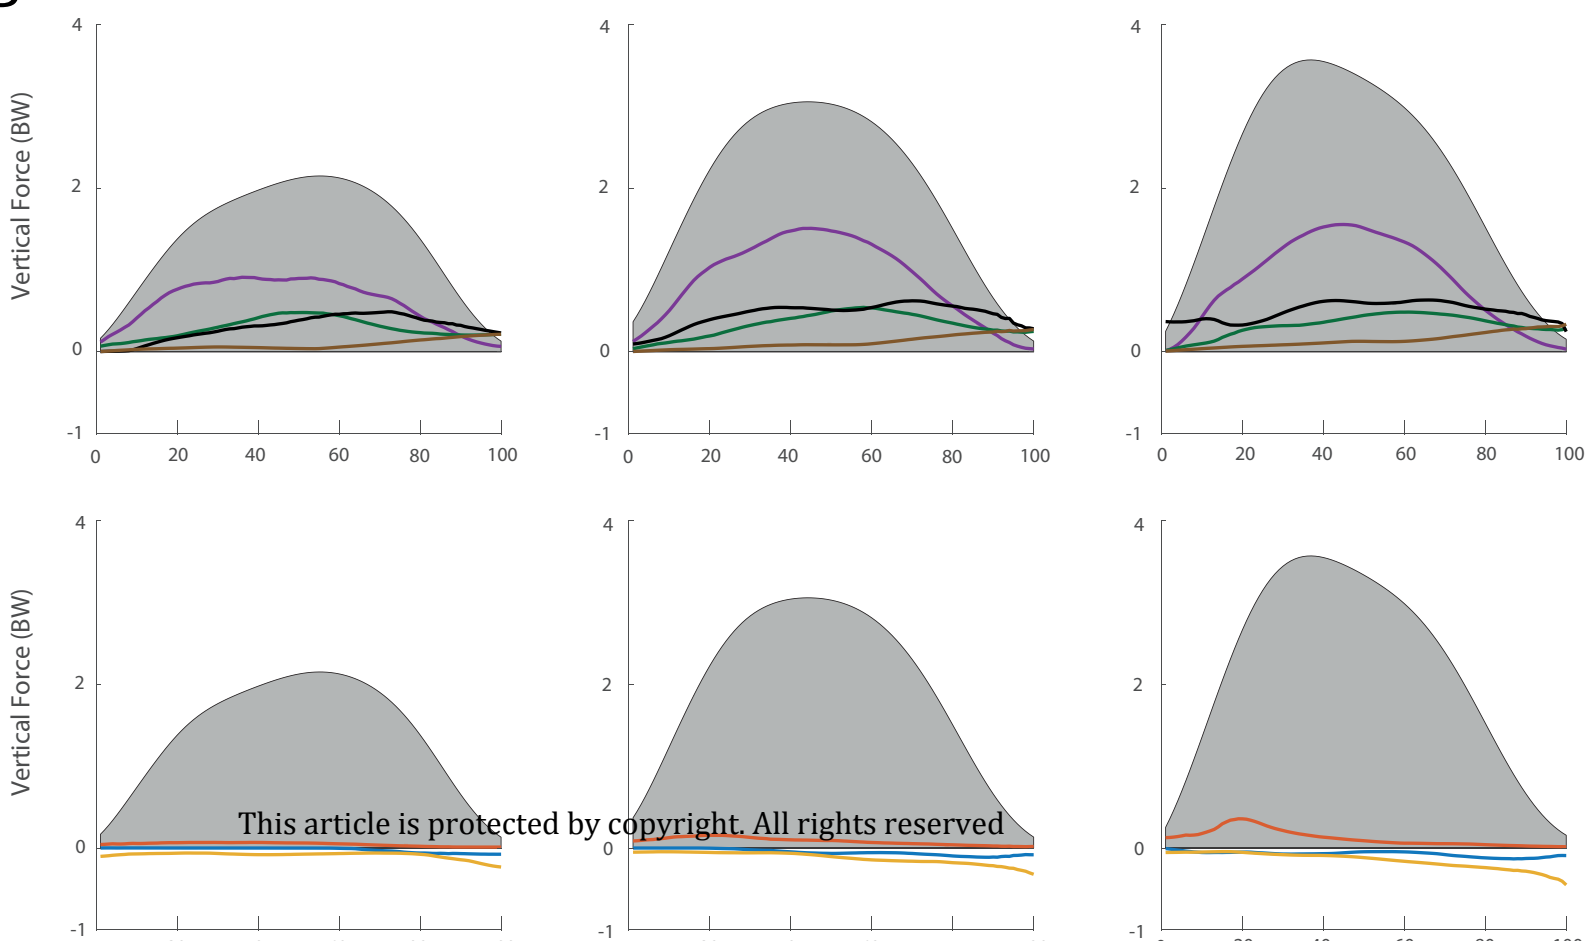 4 4 4
Vertical Force (BW)
2 2 2
0 0 0
-1 -1 -1
0 20 40 60 80 100 0 20 40 60 80 100 0 20 40 60 80 100
4 4 4
Vertical Force (BW)
2 2 2
This article is protected by copyright. All rights reserved
0 0 0
-1 -1 -1